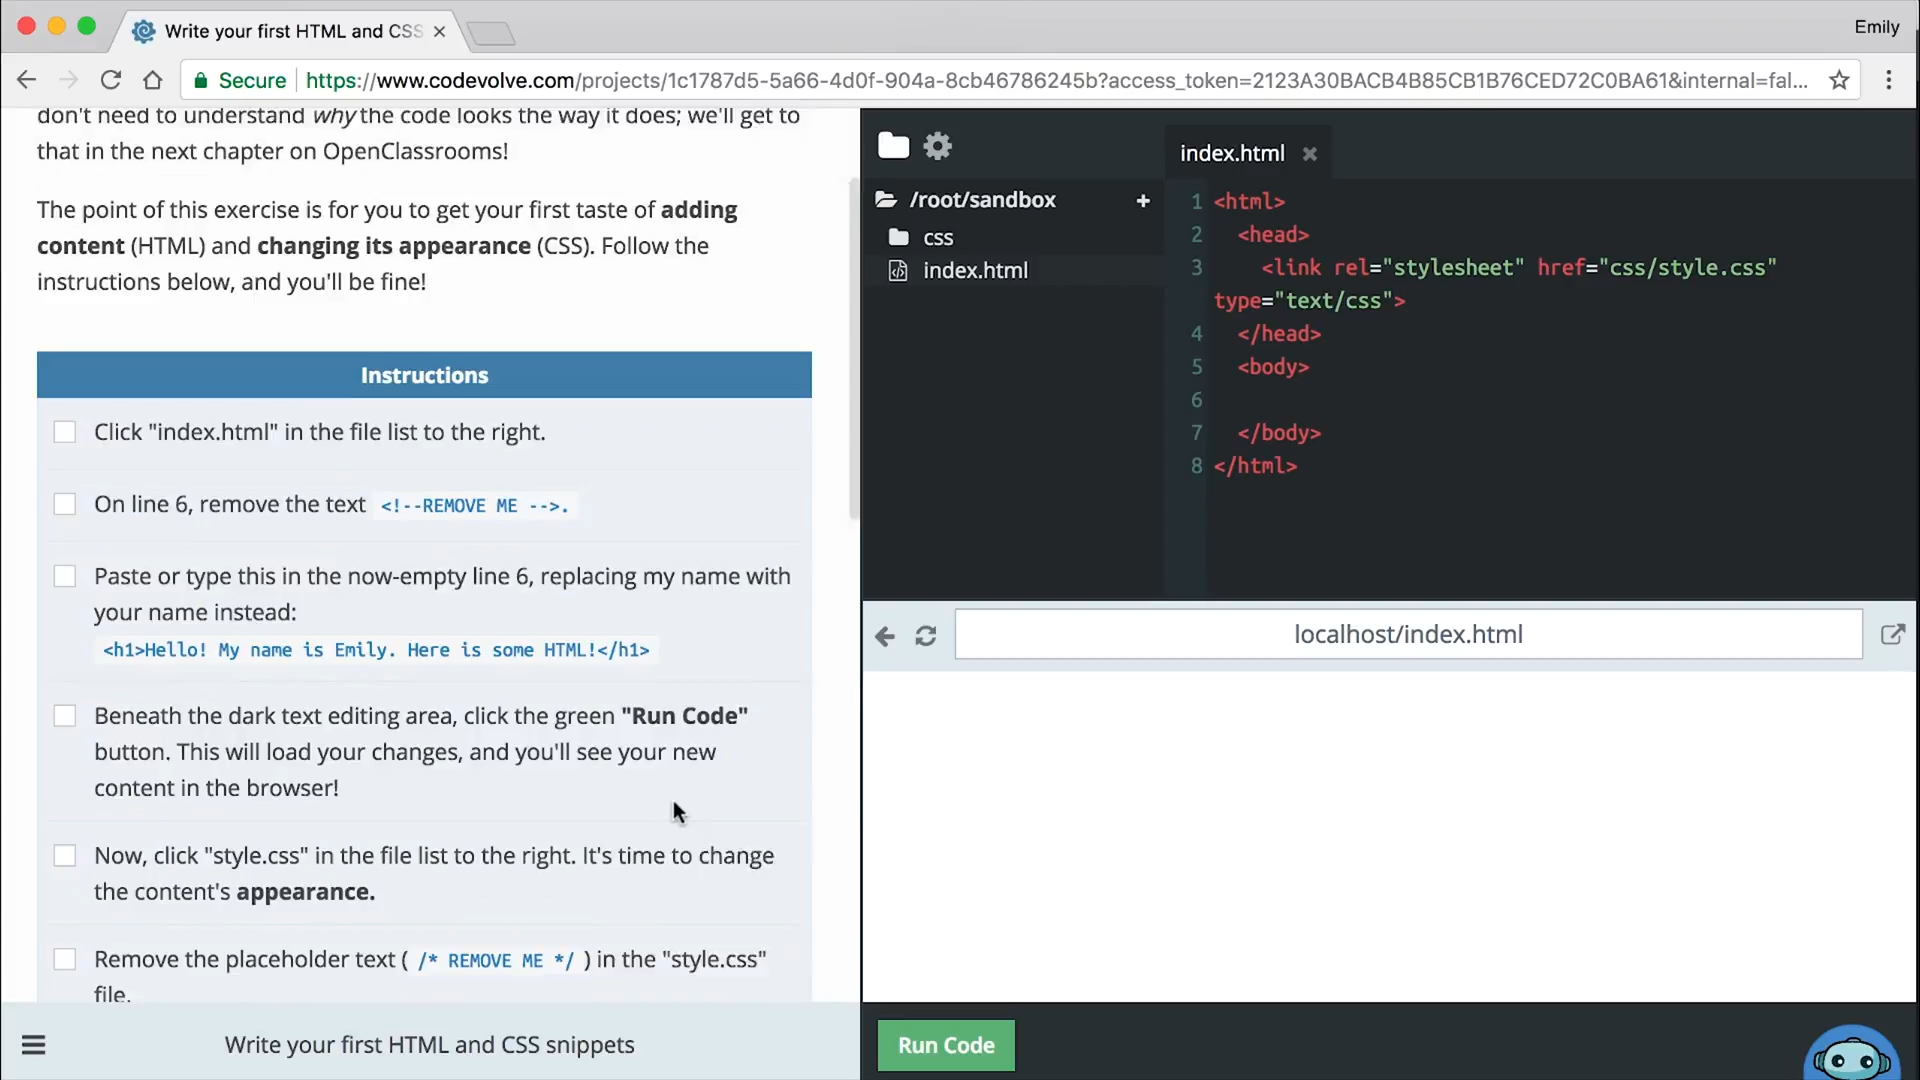 Write your first HTML and CSS
Emily
Secure https://www.codevolve.com/projects/1c1787d5-5a66-4d0f-904a-8cb46786245b?access_token=2123A30BACB4B85CB1B76CED72C0BA61&internal=fal...
don't need to understand why the code looks the way it does; we'll get to
that in the next chapter on OpenClassrooms!
The point of this exercise is for you to get your first taste of adding
content (HTML) and changing its appearance (CSS). Follow the
instructions below, and you'll be fine!
Instructions
Click "index.html" in the file list to the right.
On line 6, remove the text <!--REMOVE ME -->.
Paste or type this in the now-empty line 6, replacing my name with
your name instead:
<h1>Hello! My name is Emily. Here is some HTML!</h1>
Beneath the dark text editing area, click the green "Run Code"
button. This will load your changes, and you'll see your new
content in the browser!
Now, click "style.css" in the file list to the right. It's time to change
the content's appearance.
Remove the placeholder text ( /* REMOVE ME */ ) in the "style.css"
file.
Write your first HTML and CSS snippets
/root/sandbox +
css
index.html
index.html
1 <html>
2 <head>
3 <link rel="stylesheet" href="css/style.css"
type="text/css">
4 </head>
5 <body>
6
7 </body>
8 </html>
localhost/index.html
Run Code